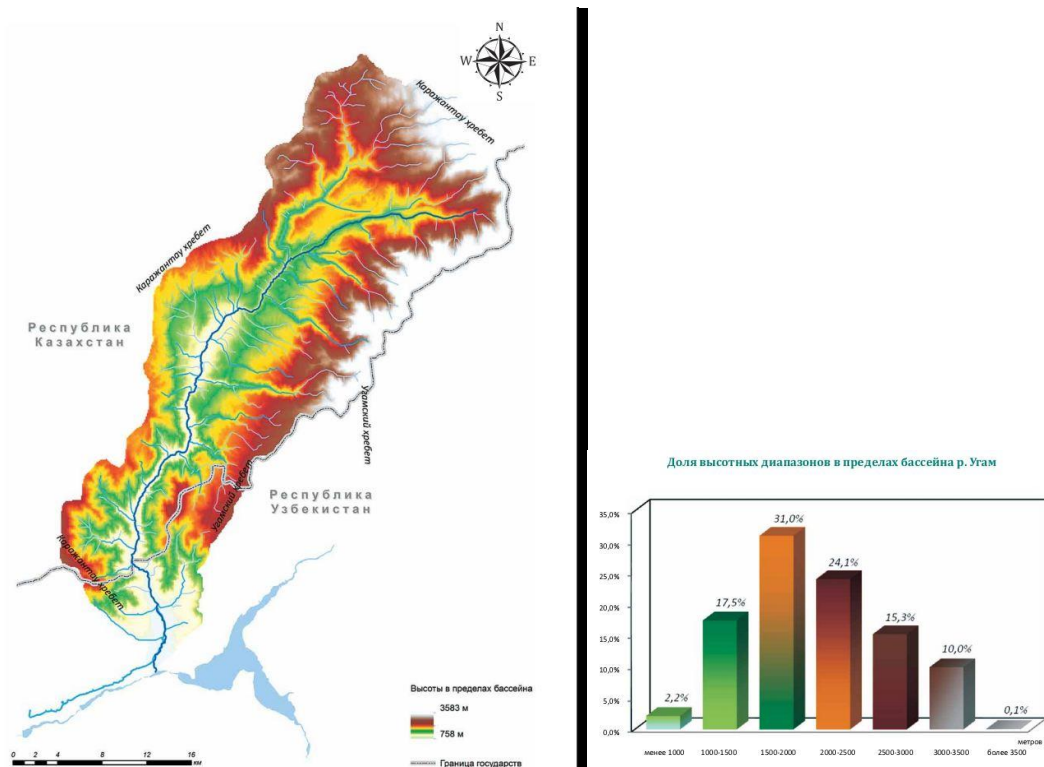 N
W E
S
Каражантау хребет
Каражантау хребет
Республика
Казахстан
Угамский хребет
Угамский хребет
Республика
Узбекистан
Каражантау хребет
Высоты в пределах бассейна
3583 м
758 м
0 2 4 8 12 16
км
Граница государств
Доля высотных диапазонов в пределах бассейна р. Угам
35,0%
30,0%
25,0%
20,0%
15,0%
10,0%
5,0%
0,0%
2,2%
17,5%
31,0%
24,1%
15,3%
10,0%
0,1%
метров
менее 1000 1000-1500 1500-2000 2000-2500 2500-3000 3000-3500 более 3500